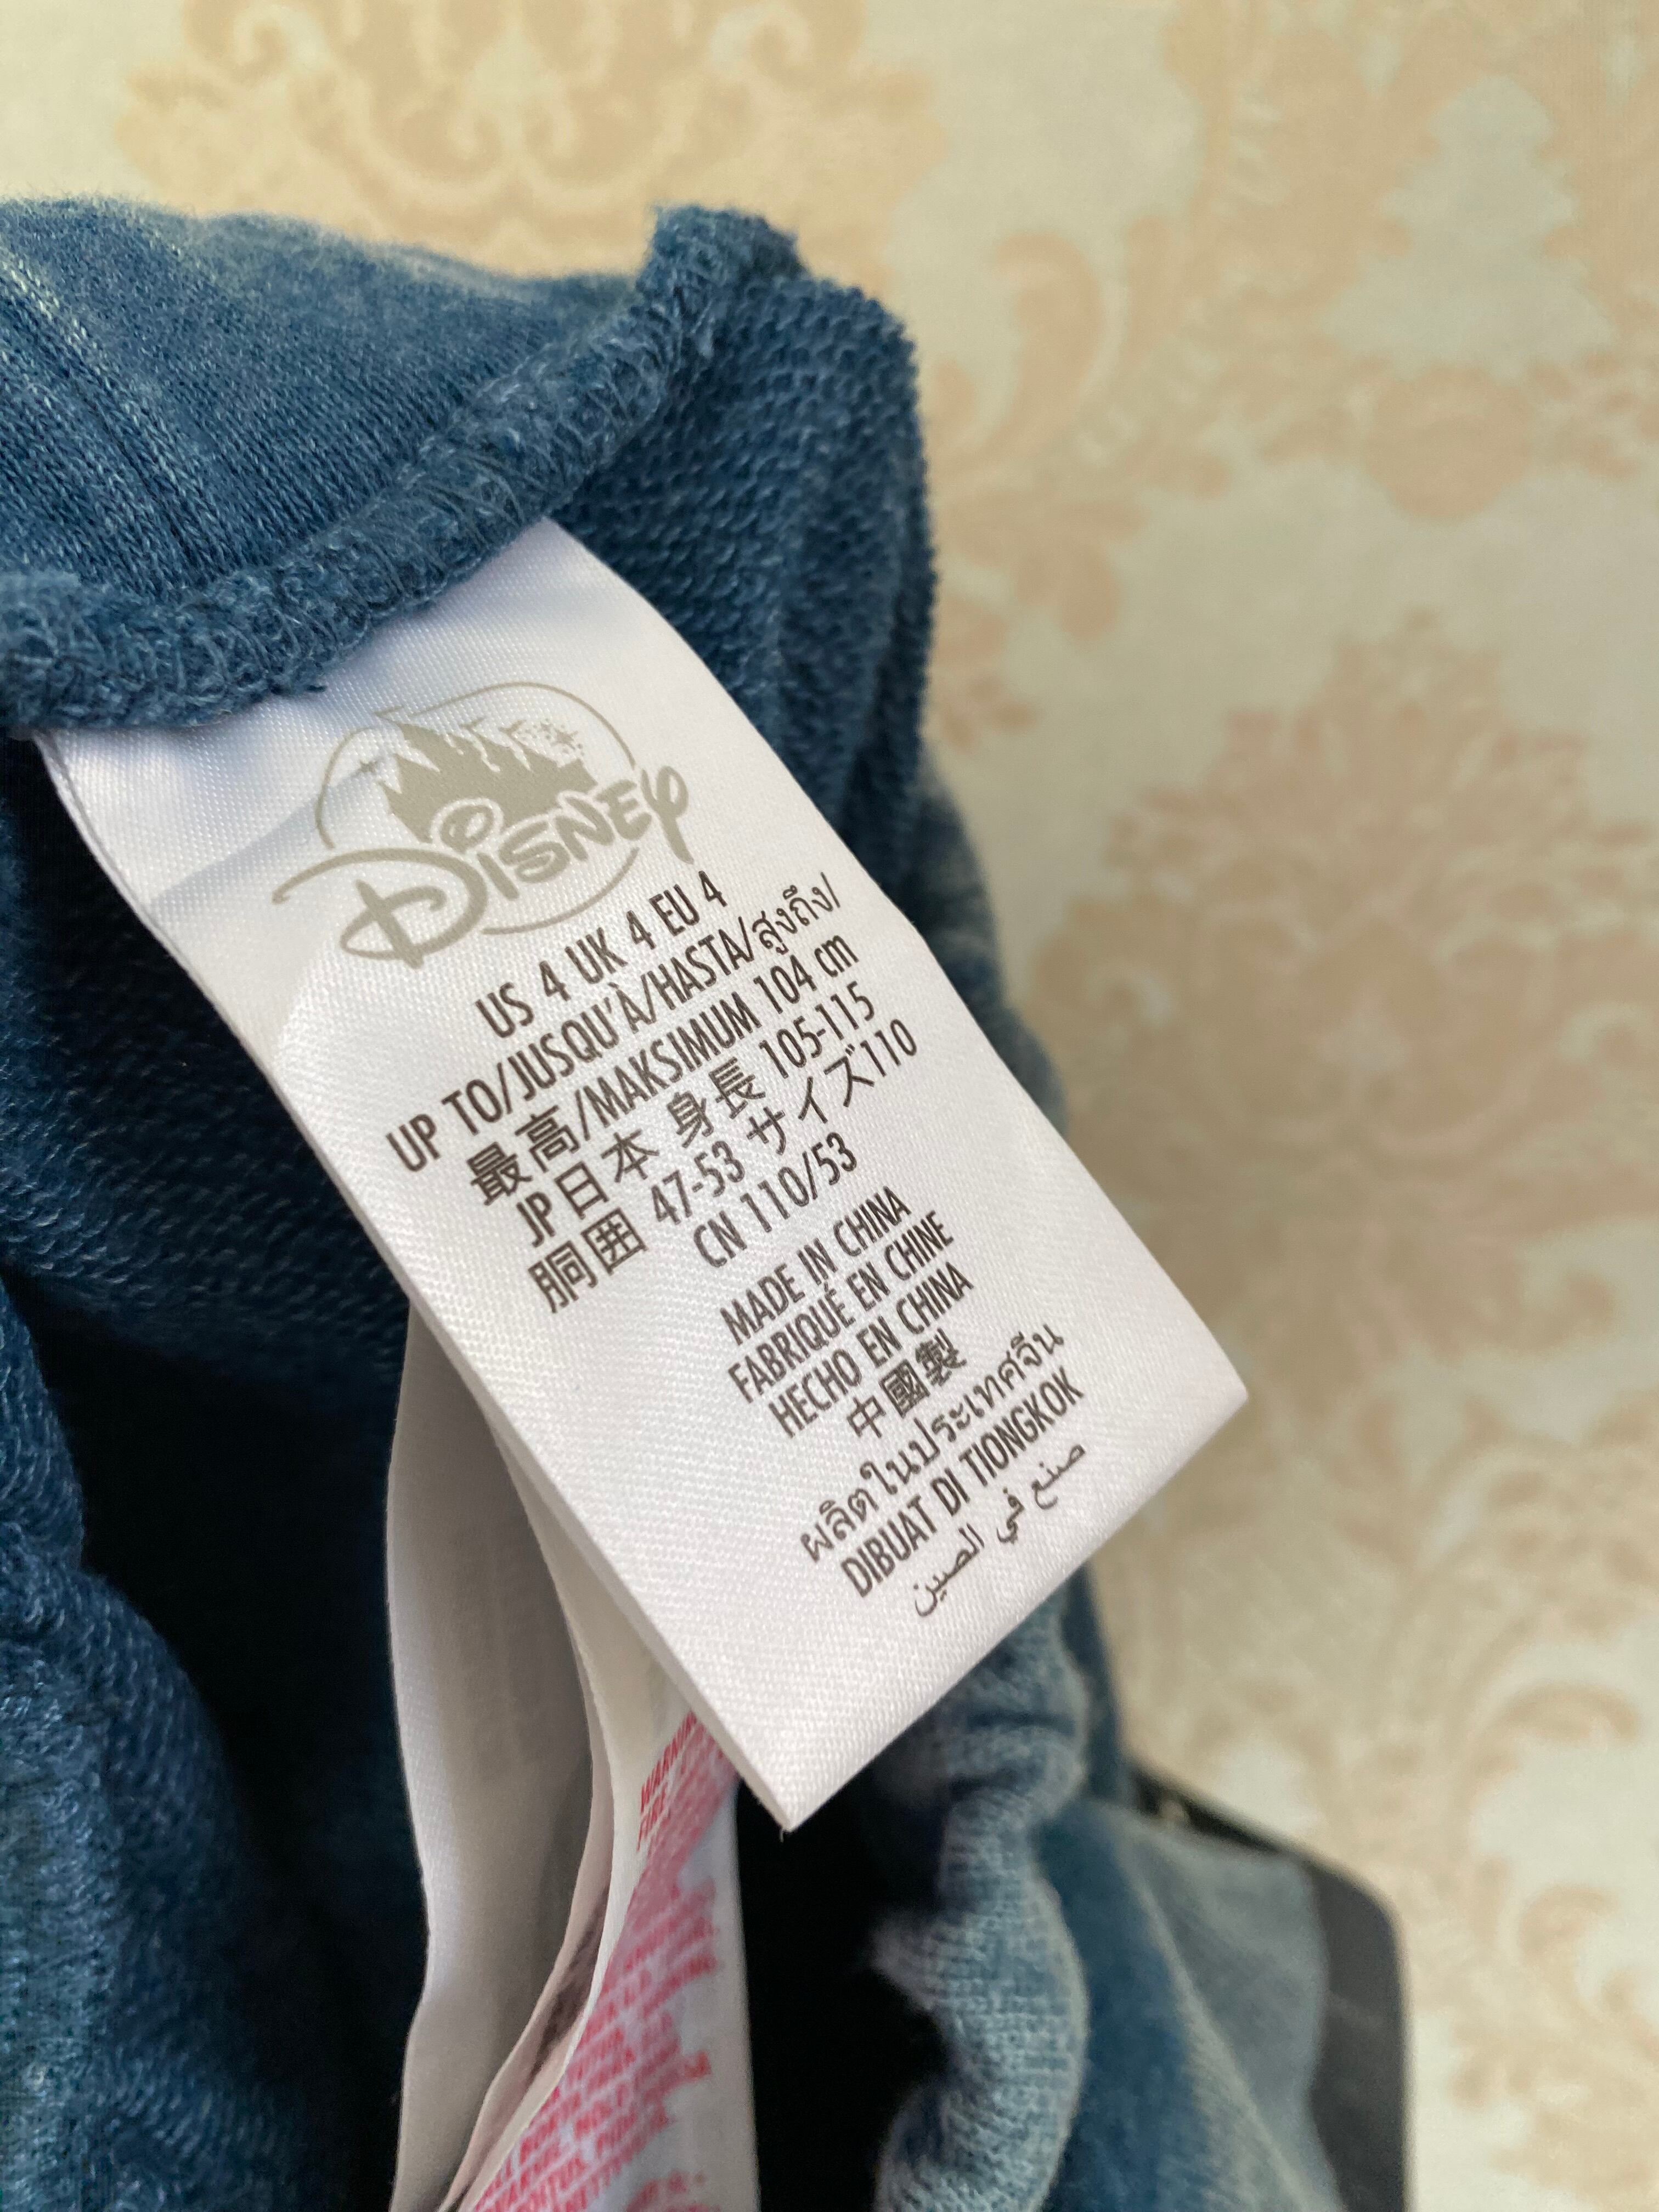 Disney
US 4 UK 4 EU 4
UP TO/JUSQU'À/HASTA/สูงถึง/
最高/MAKSIMUM 104 cm
JP 日本 身長 105-115
胴囲 47-53 サイズ110
CN 110/53
MADE IN CHINA
FABRIQUÉ EN CHINE
HECHO EN CHINA
中國製
ผลิตในประเทศจีน
DIBUAT DI TIONGKOK
صنع في الصين